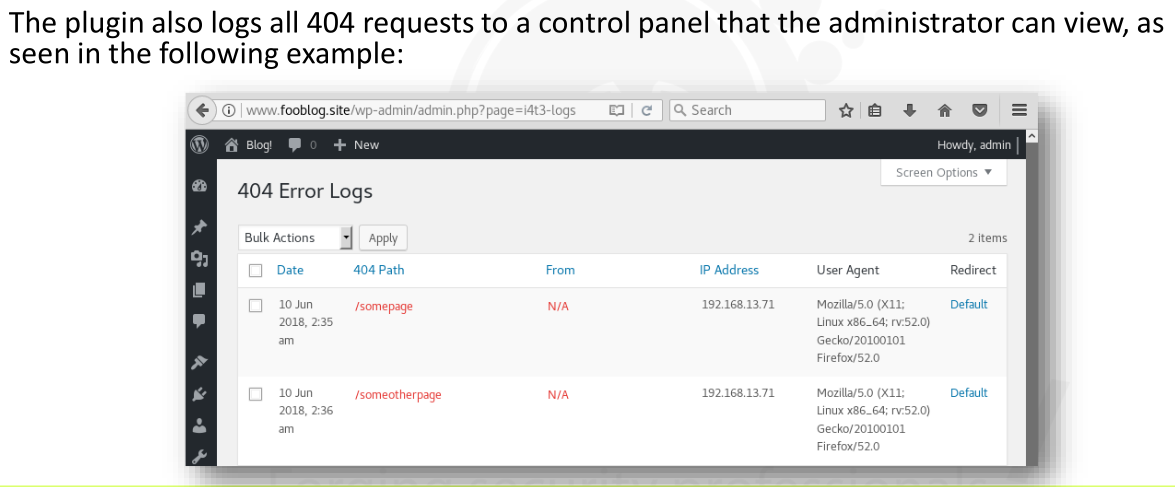 The plugin also logs all 404 requests to a control panel that the administrator can view, as
seen in the following example:
www.fooblog.site/wp-admin/admin.php?page=i4t3-logs Search
Blog! 0 + New Howdy, admin
Screen Options ▼
404 Error Logs
Bulk Actions Apply 2 items
Date 404 Path From IP Address User Agent Redirect
10 Jun /somepage N/A 192.168.13.71 Mozilla/5.0 (X11; Default
2018, 2:35 Linux x86_64; rv:52.0)
am Gecko/20100101
Firefox/52.0
10 Jun /someotherpage N/A 192.168.13.71 Mozilla/5.0 (X11; Default
2018, 2:36 Linux x86_64; rv:52.0)
am Gecko/20100101
Firefox/52.0